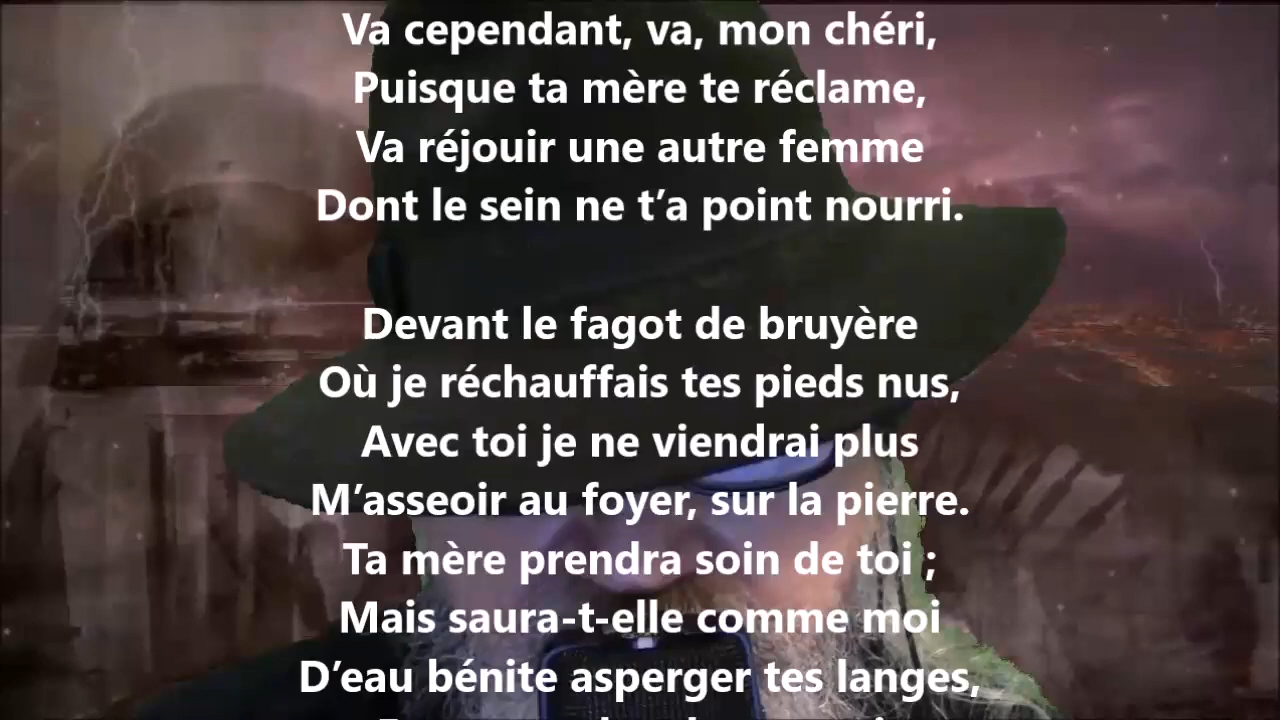 Va cependant, va, mon chéri,
Puisque ta mère te réclame,
Va réjouir une autre femme
Dont le sein ne t’a point nourri.
Devant le fagot de bruyère
Où je réchauffais tes pieds nus,
Avec toi je ne viendrai plus
M’asseoir au foyer, sur la pierre.
Ta mère prendra soin de toi ;
Mais saura-t-elle comme moi
D’eau bénite asperger tes langes,